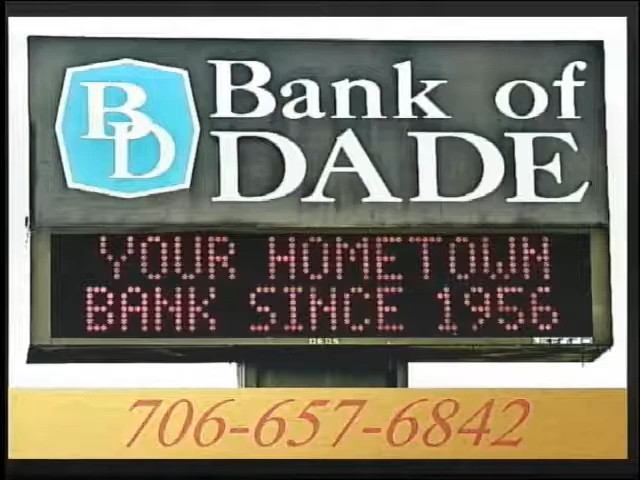 BD
Bank of
DADE
YOUR HOMETOWN
BANK SINCE 1956
706-657-6842